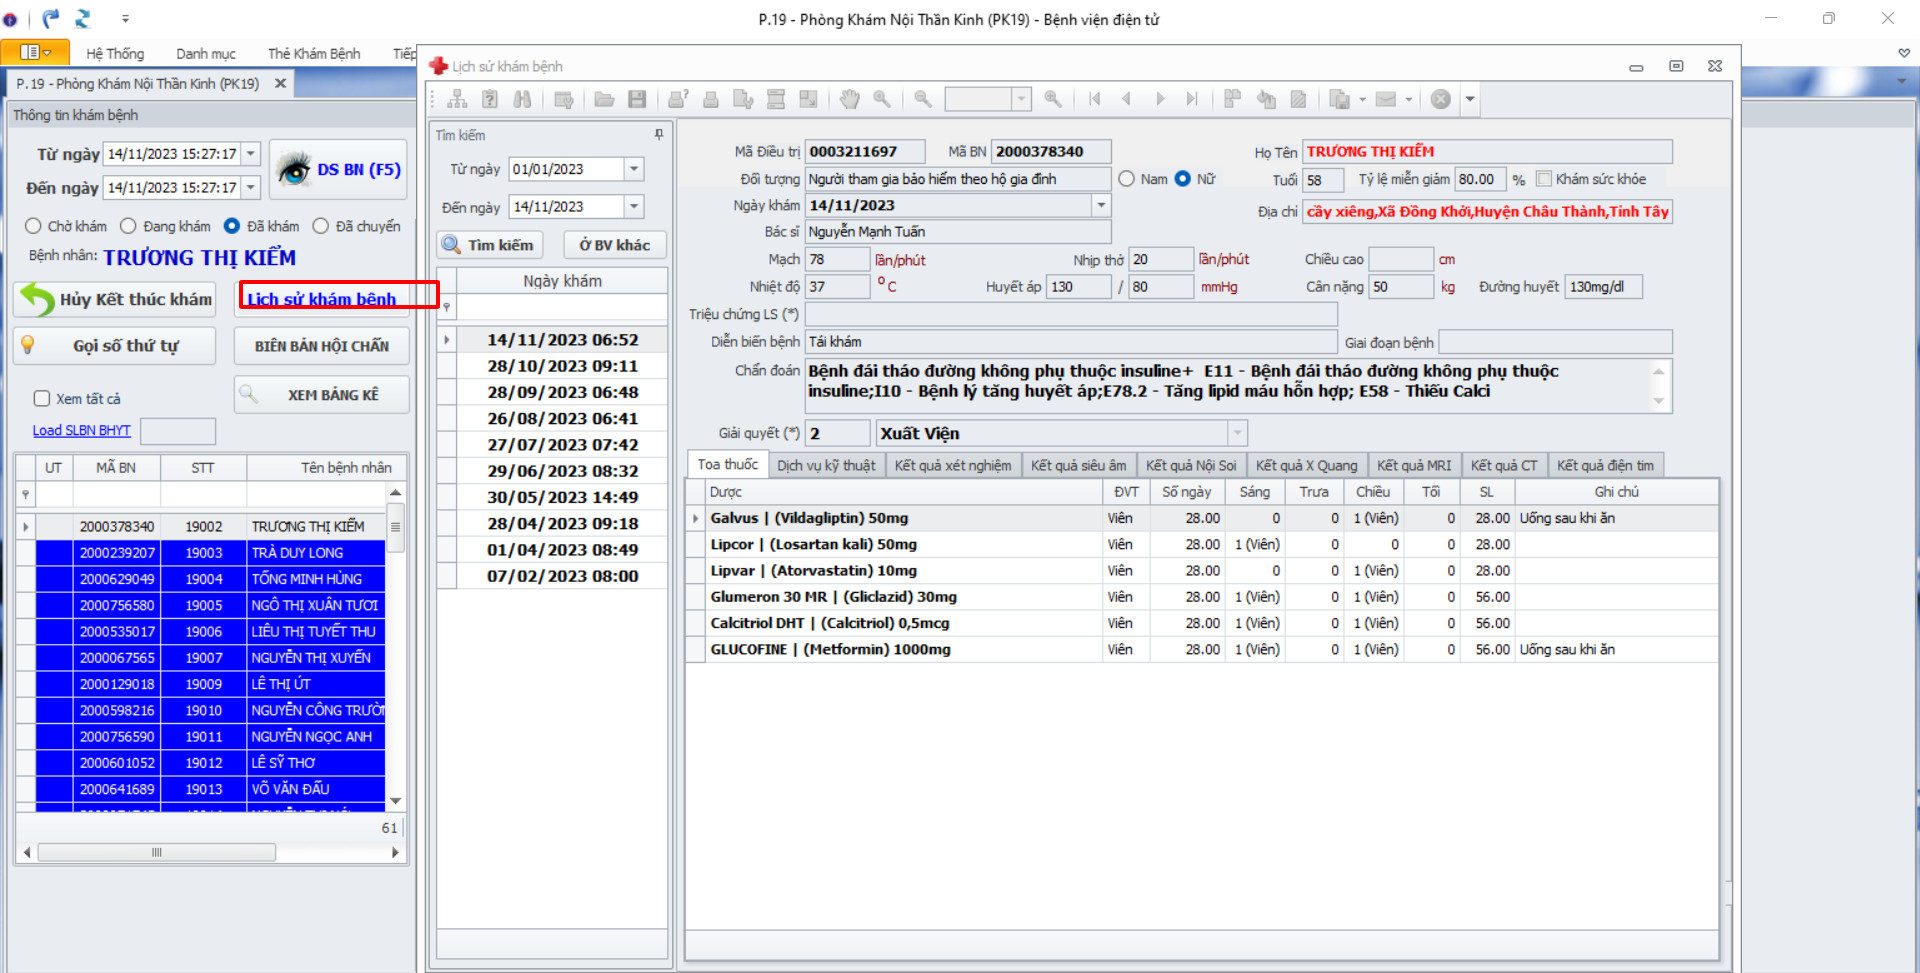 P.19 - Phòng Khám Nội Thần Kinh (PK19) - Bệnh viện điện tử
Hệ Thống Danh mục Thẻ Khám Bệnh Tiếp
P.19 - Phòng Khám Nội Thần Kinh (PK19)
Thông tin khám bệnh
Từ ngày 14/11/2023 15:27:17
Đến ngày 14/11/2023 15:27:17
DS BN (F5)
Chờ khám Đang khám Đã khám Đã chuyển
Bệnh nhân: TRƯƠNG THỊ KIỂM
Hủy Kết thúc khám Lịch sử khám bệnh
Gọi số thứ tự BIÊN BẢN HỘI CHẨN
Xem tất cả XEM BẢNG KÊ
Load SLBN BHYT
UT MÃ BN STT Tên bệnh nhân
2000378340 19002 TRƯƠNG THỊ KIỂM
2000239207 19003 TRÀ DUY LONG
2000629049 19004 TỐNG MINH HÙNG
2000756580 19005 NGÔ THỊ XUÂN TƯƠI
2000535017 19006 LIÊU THỊ TUYẾT THU
2000067565 19007 NGUYỄN THỊ XUYẾN
2000129018 19009 LÊ THỊ ÚT
2000598216 19010 NGUYỄN CÔNG TRƯỜN
2000756590 19011 NGUYỄN NGỌC ANH
2000601052 19012 LÊ SỸ THƠ
2000641689 19013 VÕ VĂN ĐẤU
61
Lịch sử khám bệnh
Tìm kiếm
Từ ngày 01/01/2023
Đến ngày 14/11/2023
Tìm kiếm Ở BV khác
Ngày khám
14/11/2023 06:52
28/10/2023 09:11
28/09/2023 06:48
26/08/2023 06:41
27/07/2023 07:42
29/06/2023 08:32
30/05/2023 14:49
28/04/2023 09:18
01/04/2023 08:49
07/02/2023 08:00
Mã Điều trị 0003211697 Mã BN 2000378340 Họ Tên TRƯƠNG THỊ KIỂM
Đối tượng Người tham gia bảo hiểm theo hộ gia đình Nam Nữ Tuổi 58 Tỷ lệ miễn giảm 80.00 % Khám sức khỏe
Ngày khám 14/11/2023 Địa chỉ cầy xiêng,Xã Đồng Khởi,Huyện Châu Thành,Tỉnh Tây
Bác sĩ Nguyễn Mạnh Tuấn
Mạch 78 lần/phút Nhịp thở 20 lần/phút Chiều cao cm
Nhiệt độ 37 ºC Huyết áp 130 / 80 mmHg Cân nặng 50 kg Đường huyết 130mg/dl
Triệu chứng LS (*)
Diễn biến bệnh Tái khám Giai đoạn bệnh
Chẩn đoán Bệnh đái tháo đường không phụ thuộc insuline+ E11 - Bệnh đái tháo đường không phụ thuộc
insuline;I10 - Bệnh lý tăng huyết áp;E78.2 - Tăng lipid máu hỗn hợp; E58 - Thiếu Calci
Giải quyết (*) 2 Xuất Viện
Toa thuốc Dịch vụ kỹ thuật Kết quả xét nghiệm Kết quả siêu âm Kết quả Nội Soi Kết quả X Quang Kết quả MRI Kết quả CT Kết quả điện tim
Dược ĐVT Số ngày Sáng Trưa Chiều Tối SL Ghi chú
Galvus | (Vildagliptin) 50mg Viên 28.00 0 0 1 (Viên) 0 28.00 Uống sau khi ăn
Lipcor | (Losartan kali) 50mg Viên 28.00 1 (Viên) 0 0 0 28.00
Lipvar | (Atorvastatin) 10mg Viên 28.00 0 0 1 (Viên) 0 28.00
Glumeron 30 MR | (Gliclazid) 30mg Viên 28.00 1 (Viên) 0 1 (Viên) 0 56.00
Calcitriol DHT | (Calcitriol) 0,5mcg Viên 28.00 1 (Viên) 0 1 (Viên) 0 56.00
GLUCOFINE | (Metformin) 1000mg Viên 28.00 1 (Viên) 0 1 (Viên) 0 56.00 Uống sau khi ăn